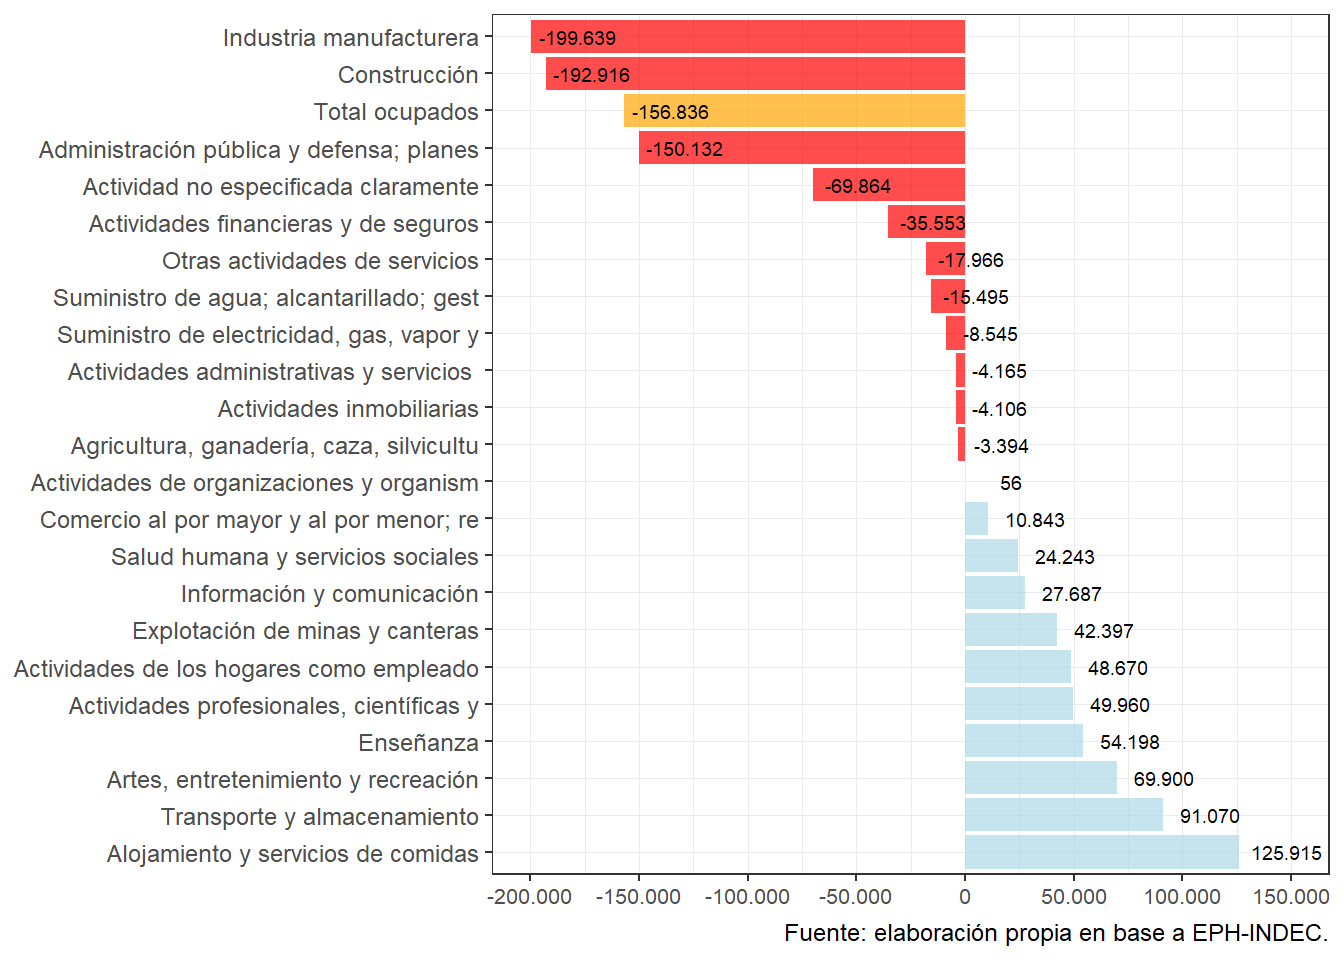 Industria manufacturera -199.639
Construcción -192.916
Total ocupados -156.836
Administración pública y defensa; planes -150.132
Actividad no especificada claramente -69.864
Actividades financieras y de seguros -35.553
Otras actividades de servicios -17.966
Suministro de agua; alcantarillado; gest -15.495
Suministro de electricidad, gas, vapor y -8.545
Actividades administrativas y servicios -4.165
Actividades inmobiliarias -4.106
Agricultura, ganadería, caza, silvicultu -3.394
Actividades de organizaciones y organism 56
Comercio al por mayor y al por menor; re 10.843
Salud humana y servicios sociales 24.243
Información y comunicación 27.687
Explotación de minas y canteras 42.397
Actividades de los hogares como empleado 48.670
Actividades profesionales, científicas y 49.960
Enseñanza 54.198
Artes, entretenimiento y recreación 69.900
Transporte y almacenamiento 91.070
Alojamiento y servicios de comidas 125.915
-200.000 -150.000 -100.000 -50.000 0 50.000 100.000 150.000
Fuente: elaboración propia en base a EPH-INDEC.